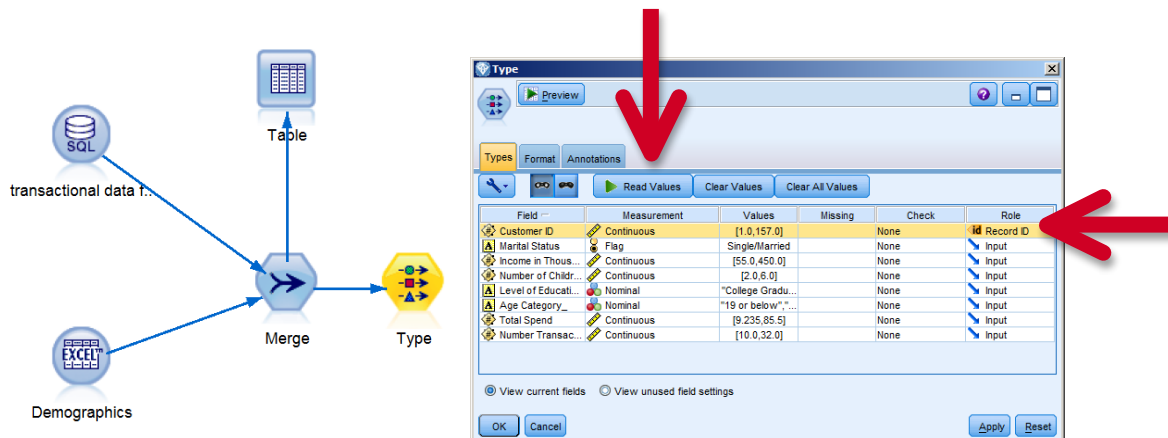 SQL
transactional data f...
Table
EXCEL
Demographics
Merge
Type
Type
Preview
?
Types Format Annotations
Read Values Clear Values Clear All Values
Field Measurement Values Missing Check Role
Customer ID Continuous [1.0,157.0] None id Record ID
A Marital Status Flag Single/Married None Input
Income in Thous... Continuous [55.0,450.0] None Input
Number of Childr... Continuous [2.0,6.0] None Input
A Level of Educati... Nominal "College Gradu... None Input
A Age Category_ Nominal "19 or below","... None Input
Total Spend Continuous [9.235,85.5] None Input
Number Transac... Continuous [10.0,32.0] None Input
View current fields View unused field settings
OK Cancel Apply Reset